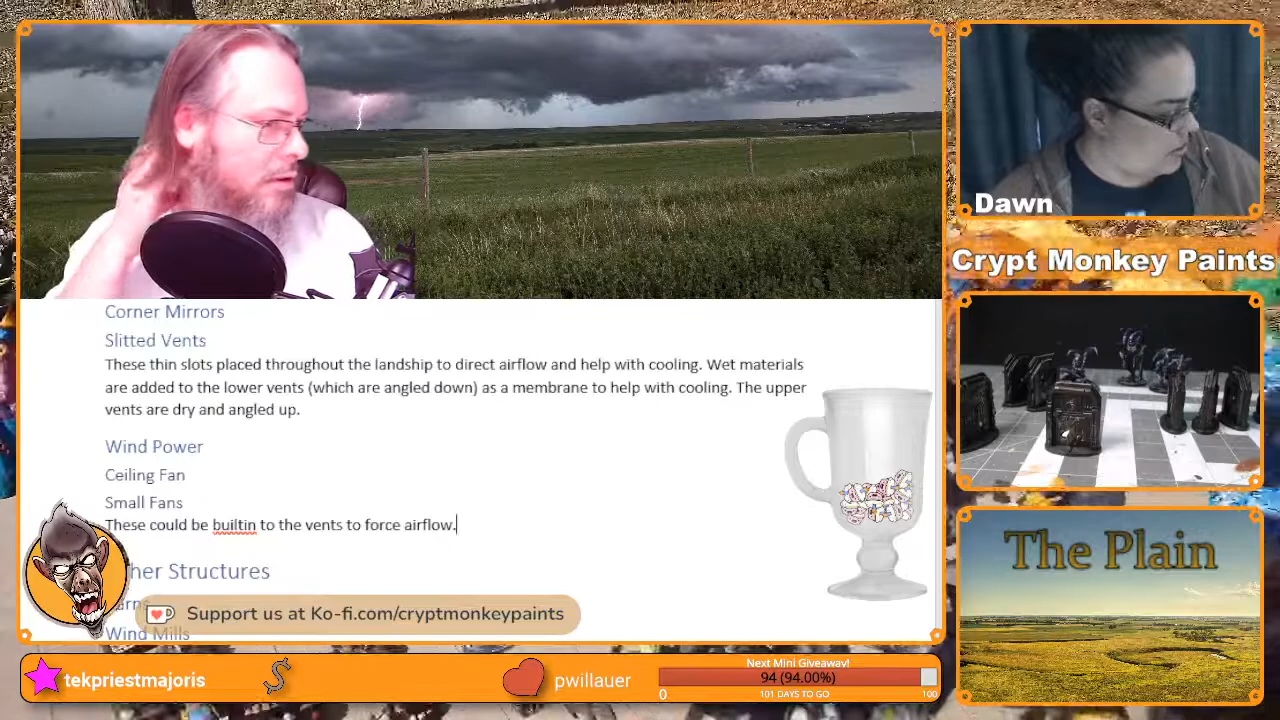 Dawn
Crypt Monkey Paints
Corner Mirrors
Slitted Vents
These thin slots placed throughout the landship to direct airflow and help with cooling. Wet materials
are added to the lower vents (which are angled down) as a membrane to help with cooling. The upper
vents are dry and angled up.
Wind Power
Ceiling Fan
Small Fans
These could be builtin to the vents to force airflow.
her Structures
Wind Mills
Support us at Ko-fi.com/cryptmonkeypaints
The Plain
tekpriestmajoris
pwillauer
Next Mini Giveaway!
94 (94.00%)
0
101 DAYS TO GO
100